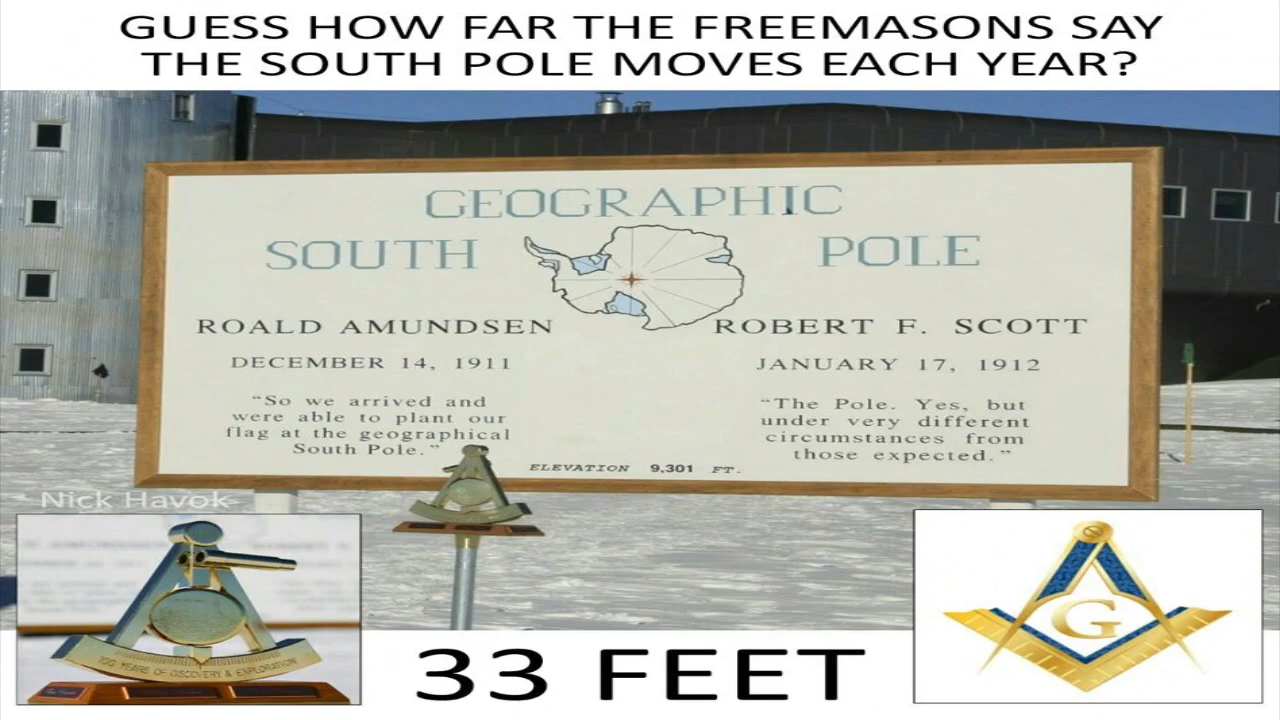 GUESS HOW FAR THE FREEMASONS SAY
THE SOUTH POLE MOVES EACH YEAR?
GEOGRAPHIC
SOUTH POLE
ROALD AMUNDSEN
DECEMBER 14, 1911
"So we arrived and
were able to plant our
flag at the geographical
South Pole."
ROBERT F. SCOTT
JANUARY 17, 1912
"The Pole. Yes, but
under very different
circumstances from
those expected."
ELEVATION 9,301 FT.
Nick Havok
100 YEARS OF DISCOVERY & EXPLORATION
G
33 FEET